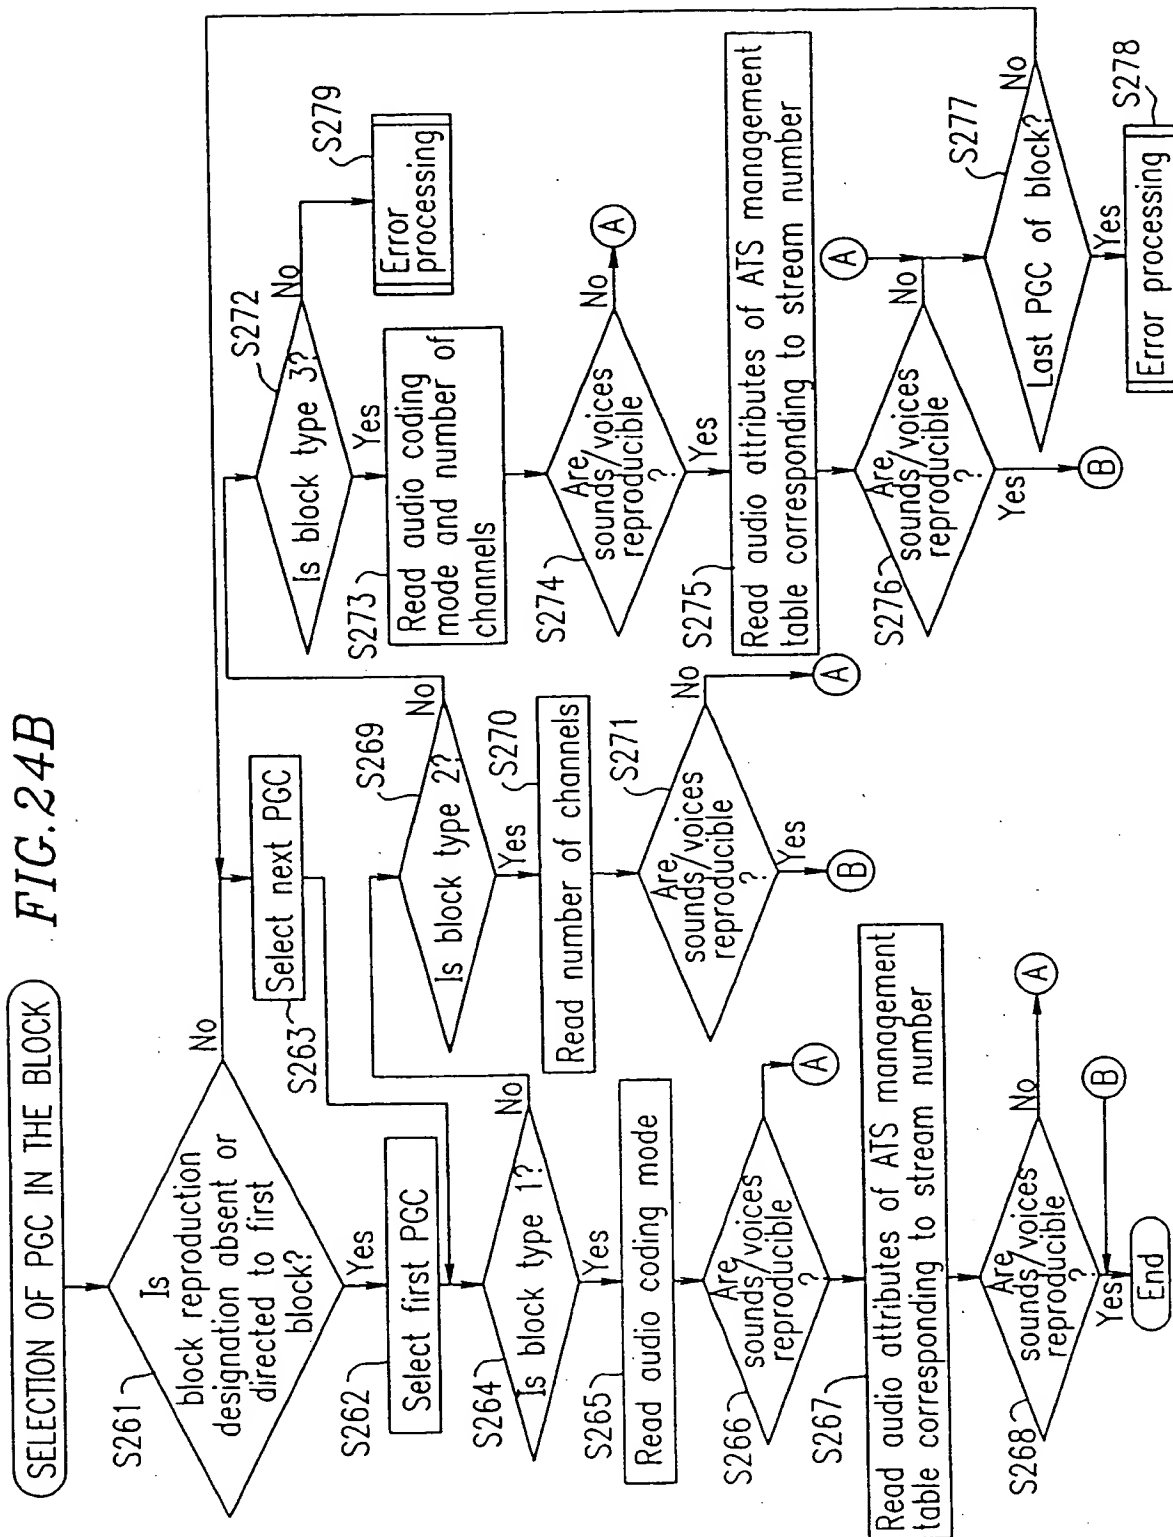 FIG.24B
SELECTION OF PGC IN THE BLOCK
S261
Is
block reproduction
designation absent or
directed to first
block?
No
Yes
S262
Select first PGC
S263
Select next PGC
S264
Is block type 1?
No
Yes
S265
Read audio coding mode
S266
Are
sounds/voices
reproducible
?
A
S267
Read audio attributes of ATS management
table corresponding to stream number
S268
Are
sounds/voices
reproducible
?
No
A
Yes
B
End
S269
Is block type 2?
No
Yes
S270
Read number of channels
S271
Are
sounds/voices
reproducible
?
No
A
Yes
B
S272
Is block type 3?
No
S279
Error
processing
Yes
S273
Read audio coding
mode and number of
channels
S274
Are
sounds/voices
reproducible
?
No
A
Yes
S275
Read audio attributes of ATS management
table corresponding to stream number
S276
Are
sounds/voices
reproducible
?
No
A
Yes
B
S277
Last PGC of block?
No
Yes
S278
Error processing